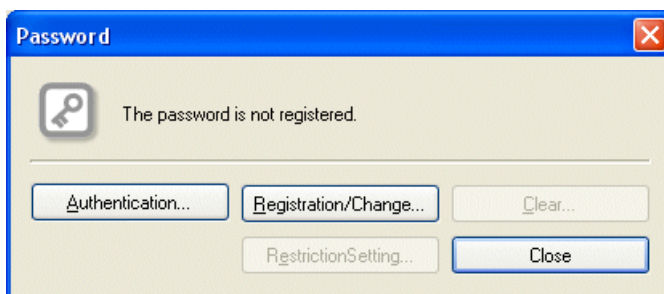 Password
The password is not registered.
Authentication... Registration/Change... Clear...
RestrictionSetting... Close